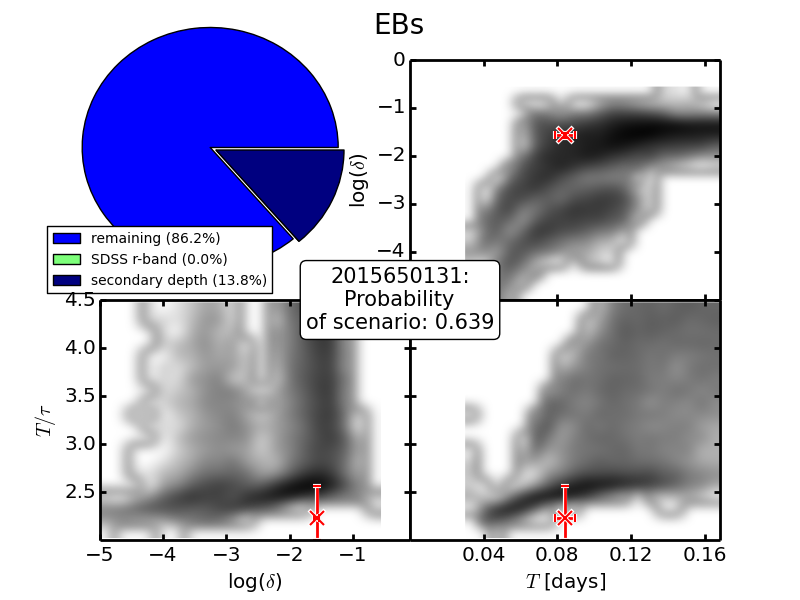 EBs
remaining (86.2%)
SDSS r-band (0.0%)
secondary depth (13.8%)
0
−1
−2
−3
−4
log(δ)
2015650131:
Probability
of scenario: 0.639
4.5
4.0
3.5
3.0
2.5
T/τ
−5 −4 −3 −2 −1
log(δ)
0.04 0.08 0.12 0.16
T [days]